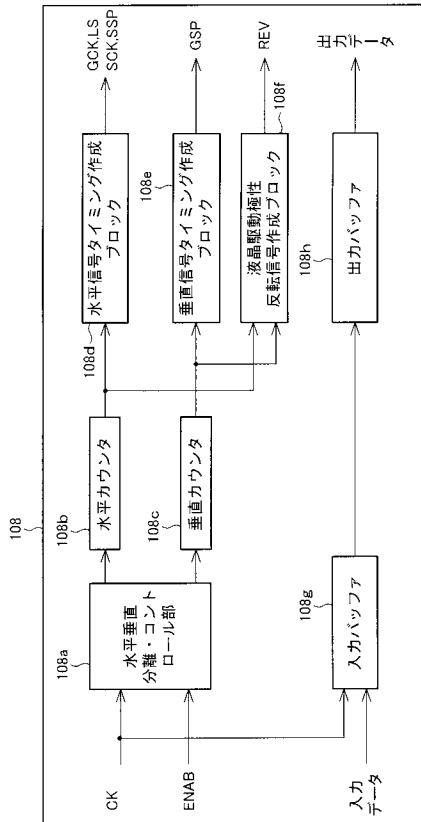 108
CK
ENAB
入力
データ
108a
水平垂直
分離・コント
ロール部
108b
水平カウンタ
108c
垂直カウンタ
108d
水平信号タイミング作成
ブロック
108e
垂直信号タイミング作成
ブロック
108f
液晶駆動極性
反転信号作成ブロック
108g
入力バッファ
108h
出力バッファ
GCK,LS
SCK,SSP
GSP
REV
出力
データ